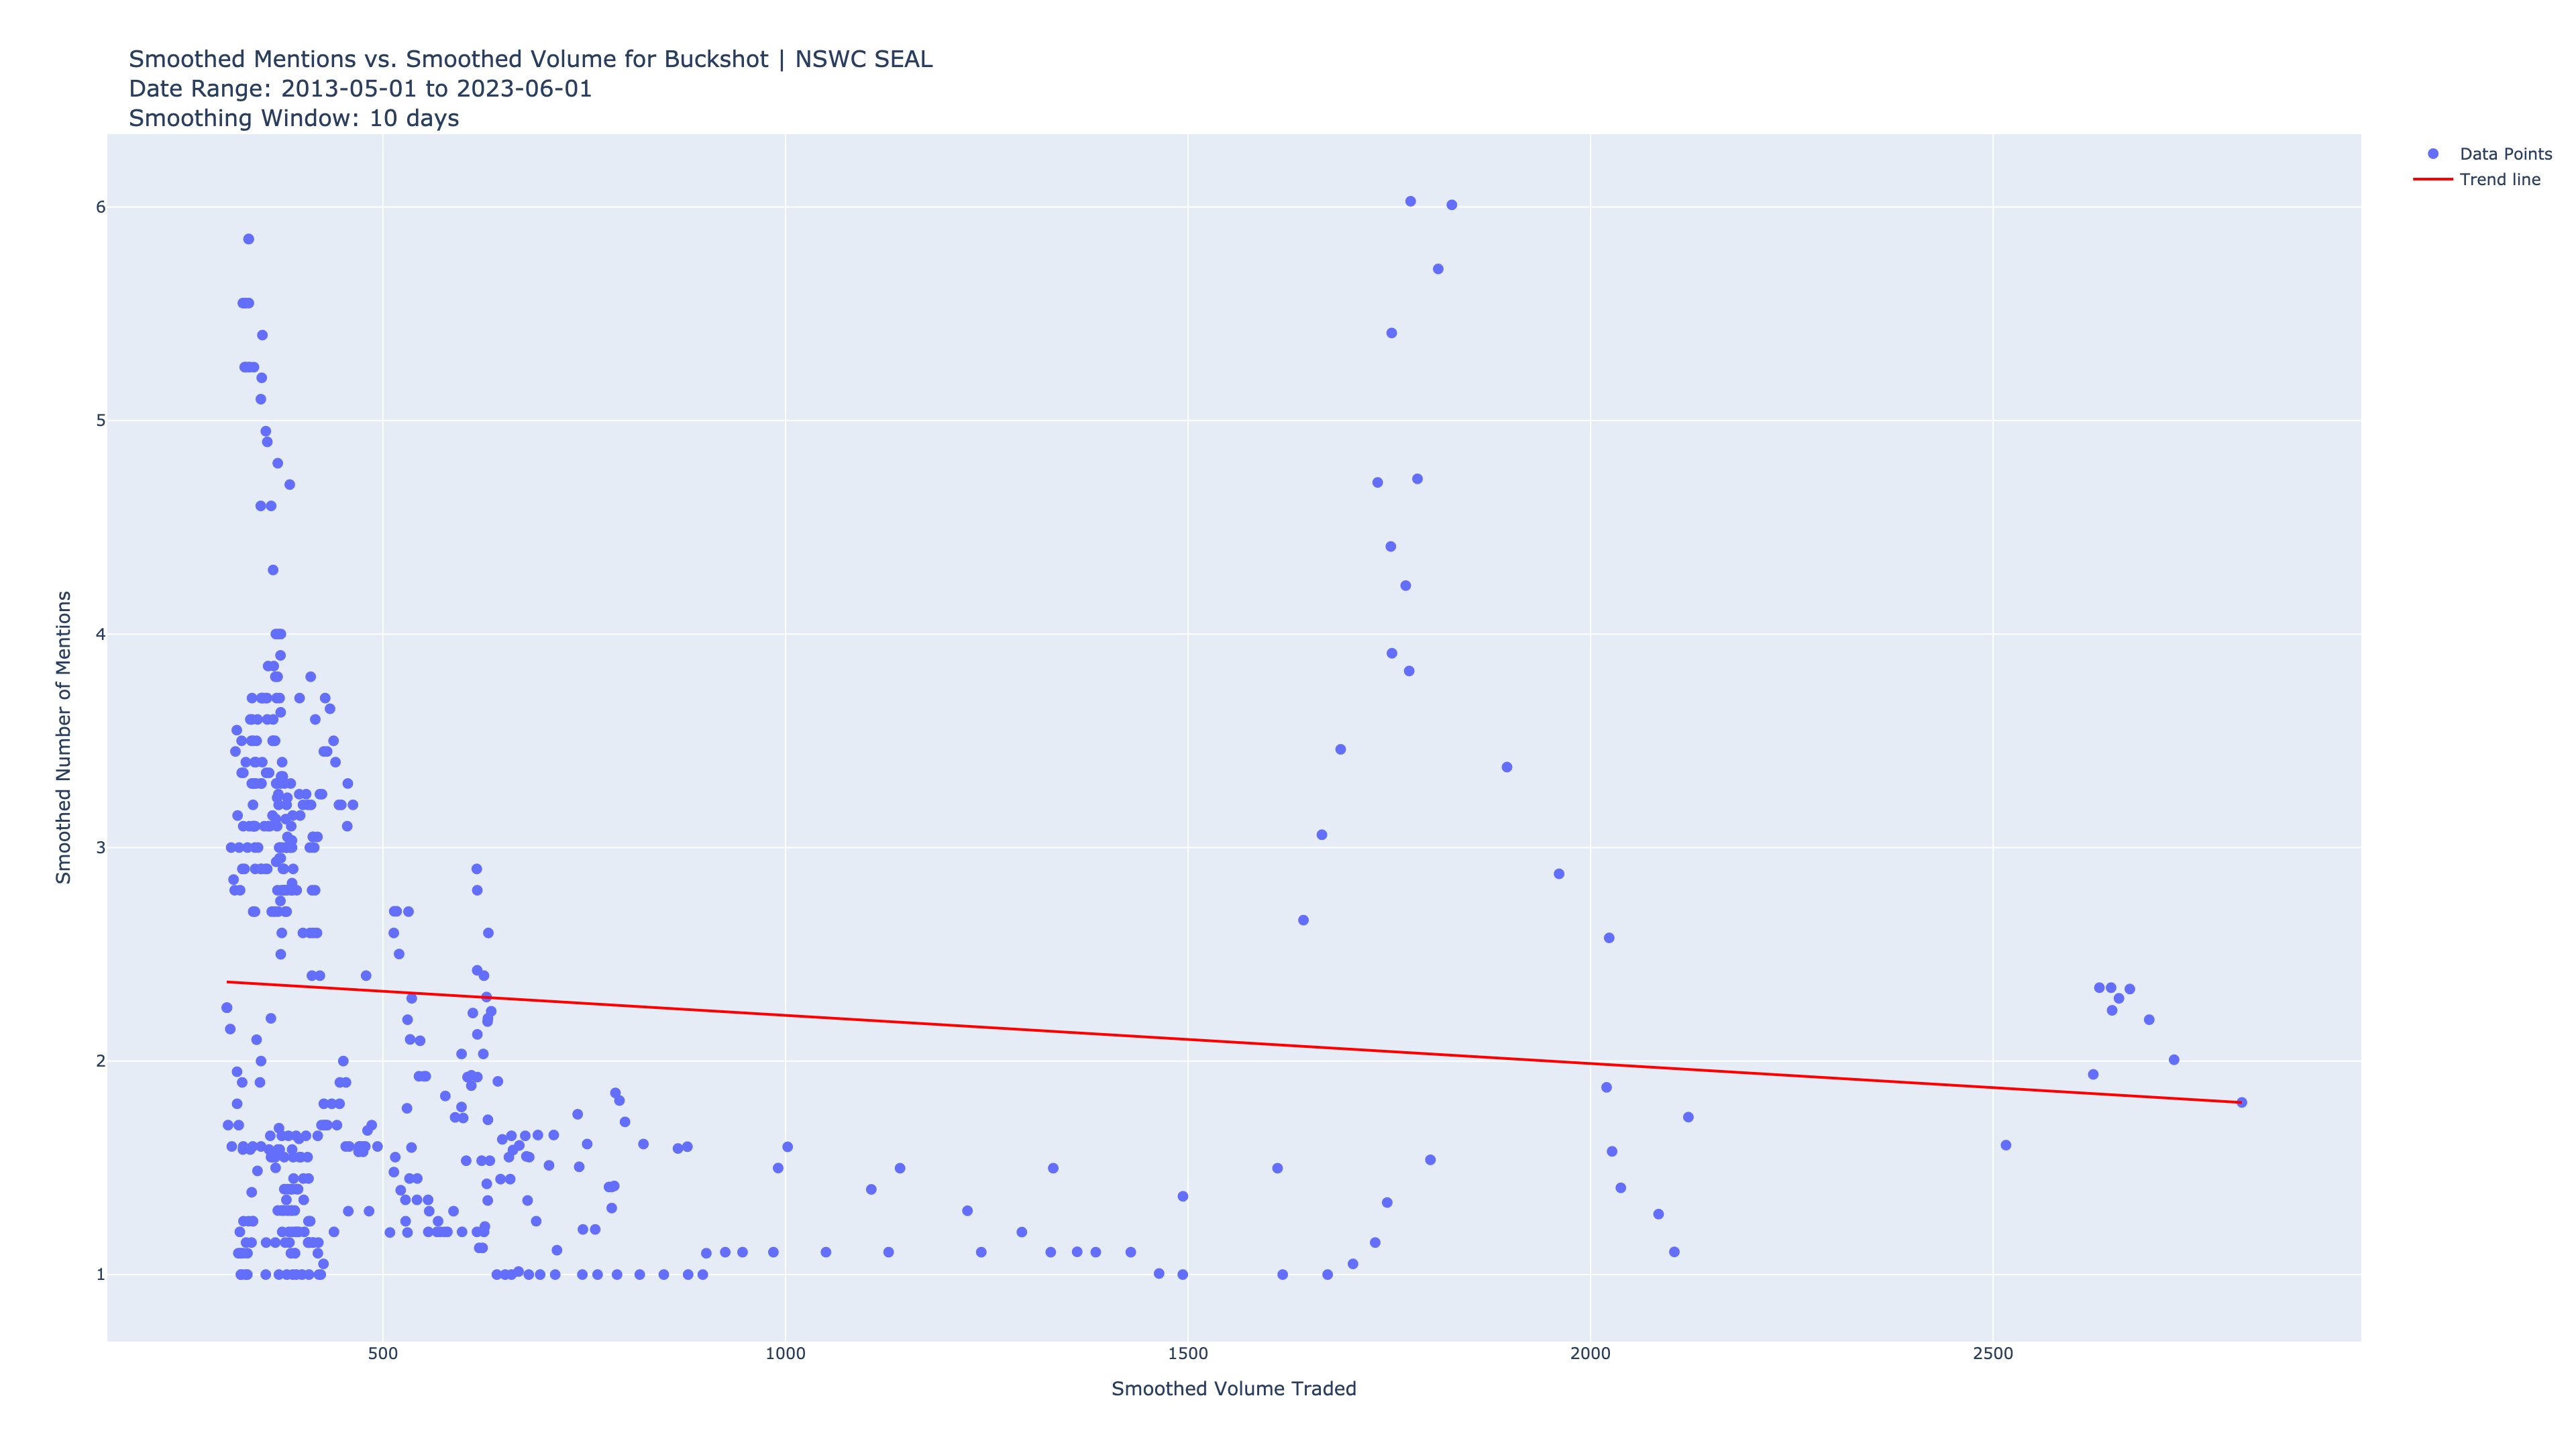 Smoothed Mentions vs. Smoothed Volume for Buckshot | NSWC SEAL
Date Range: 2013-05-01 to 2023-06-01
Smoothing Window: 10 days
Data Points
Trend line
6
5
4
3
2
1
Smoothed Number of Mentions
500
1000
1500
2000
2500
Smoothed Volume Traded